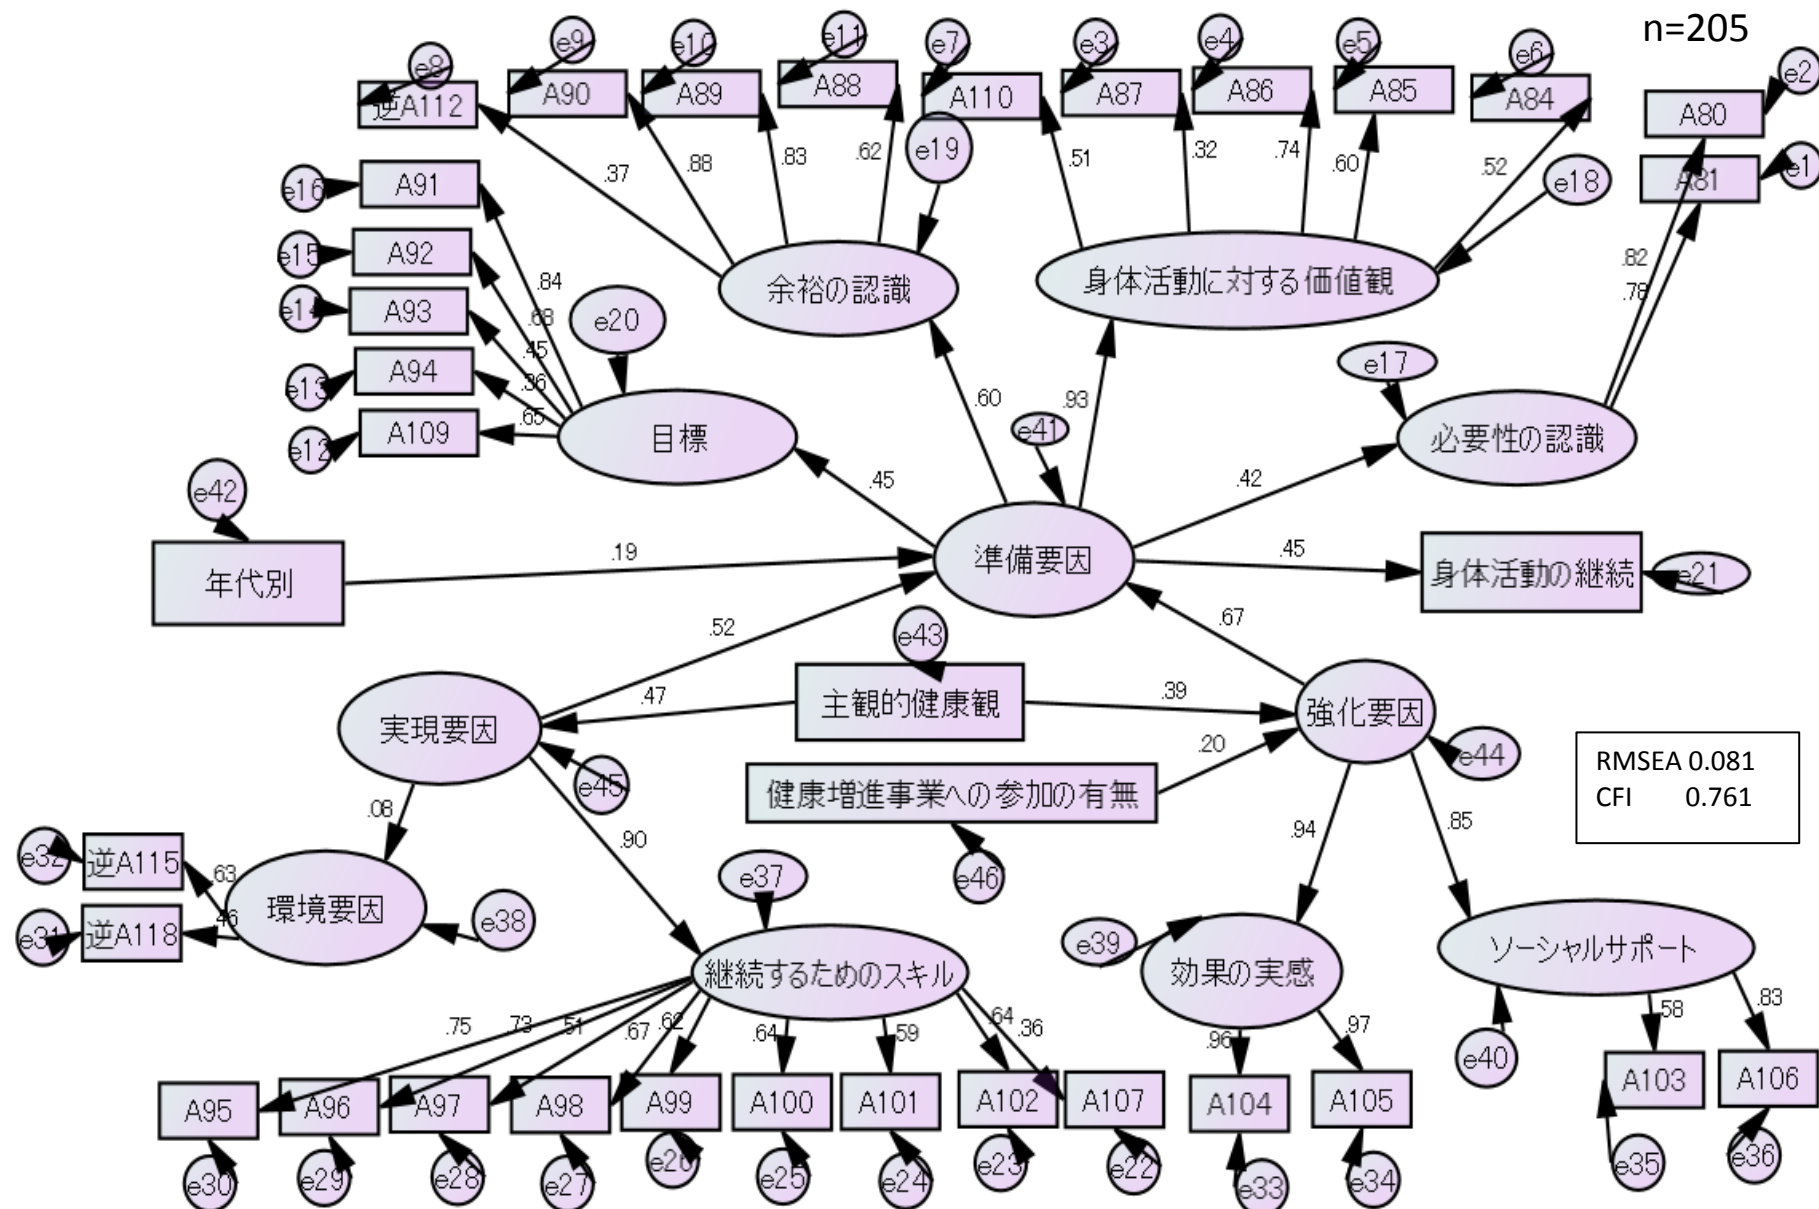 n=205
e8
e9
e10
e11
e7
e3
e4
e5
e6
e2
逆A112
A90
A89
A88
A110
A87
A86
A85
A84
A80
e19
e18
e1
A81
.37
.88
.83
.62
.51
.32
.74
.60
.52
e16
A91
e15
A92
e14
A93
e13
A94
e12
A109
.84
.68
.45
.36
.65
e20
余裕の認識
身体活動に対する価値観
.82
.78
e17
目標
必要性の認識
.60
.93
e41
.45
.42
e42
年代別
.19
準備要因
.45
身体活動の継続
e21
.52
e43
.67
実現要因
.47
主観的健康観
.39
強化要因
e44
e45
.20
健康増進事業への参加の有無
e46
RMSEA 0.081
CFI 0.761
.08
.90
.94
.85
e32
逆A115
.63
環境要因
e31
逆A118
.46
e38
e37
継続するためのスキル
e39
効果の実感
ソーシャルサポート
e40
.75
.73
.51
.67
.62
.64
.59
.64
.36
.96
.97
.58
.83
A95
A96
A97
A98
A99
A100
A101
A102
A107
A104
A105
A103
A106
e30
e29
e28
e27
e26
e25
e24
e23
e22
e33
e34
e35
e36